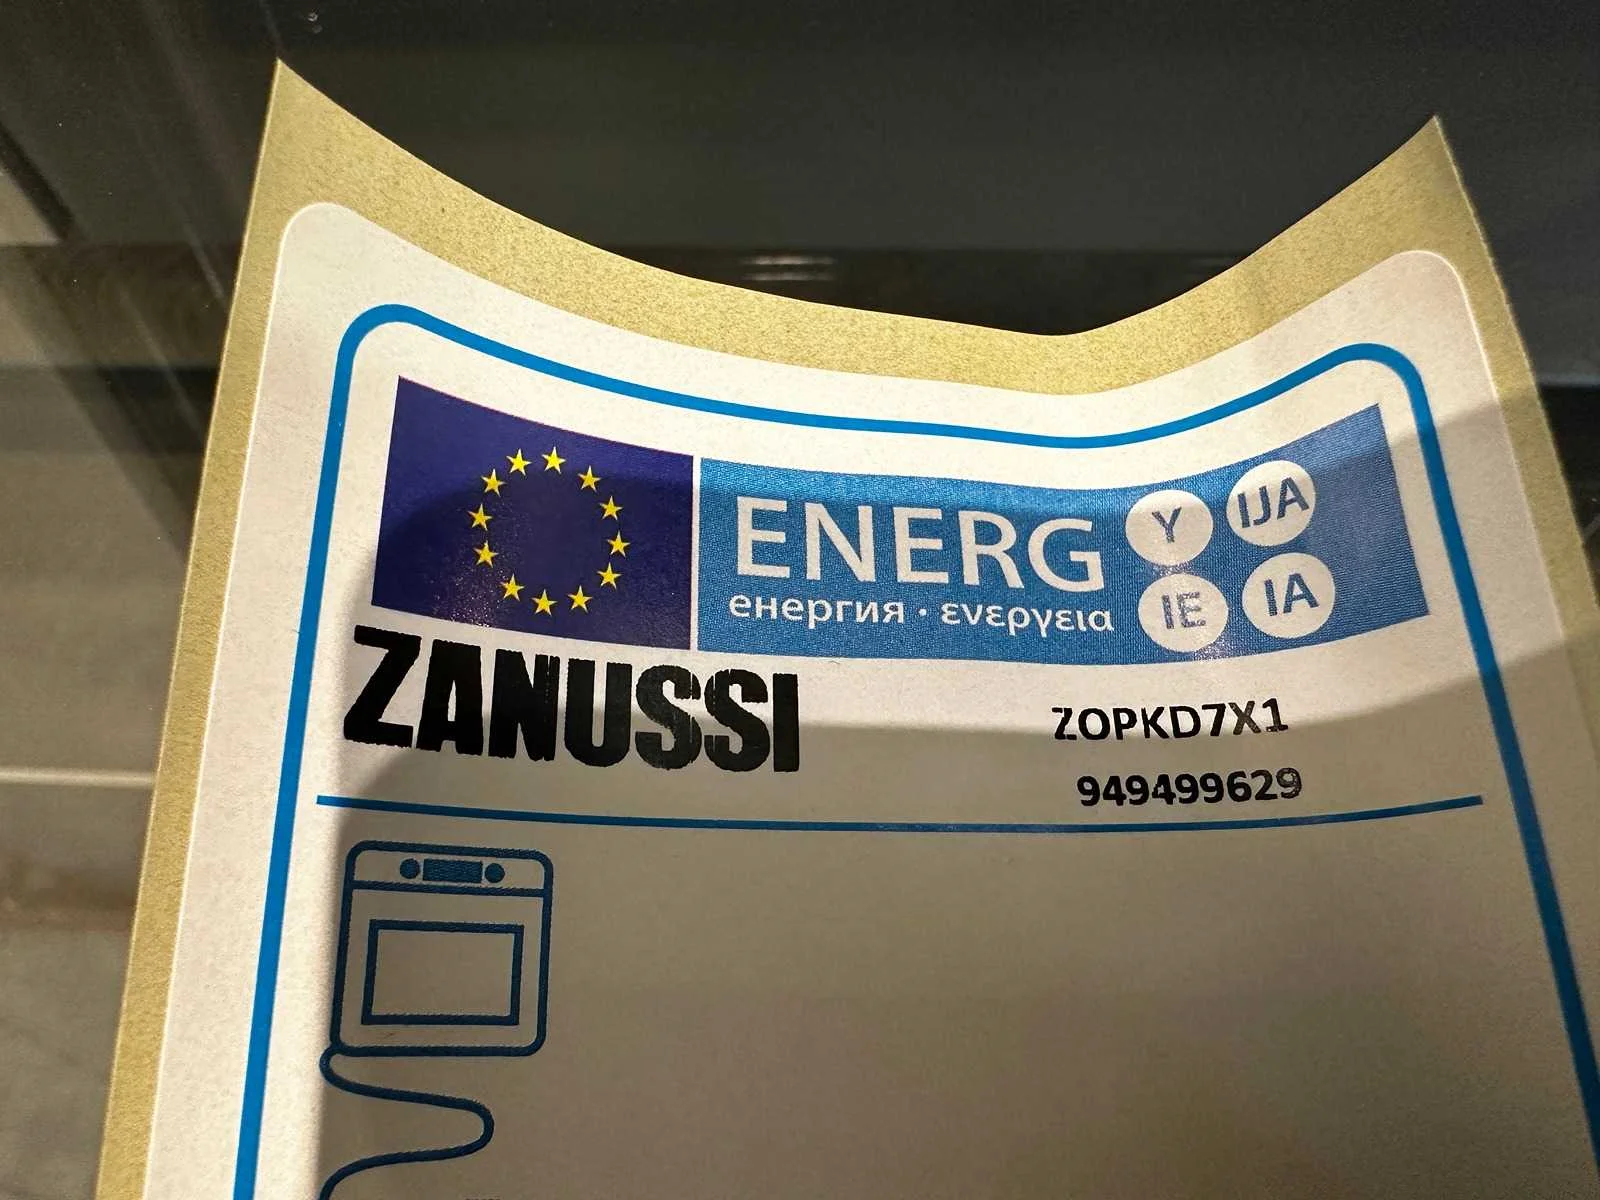 ENERG
енергия · ενεργεια
Y IJA
IE IA
ZANUSSI
ZOPKD7X1
949499629